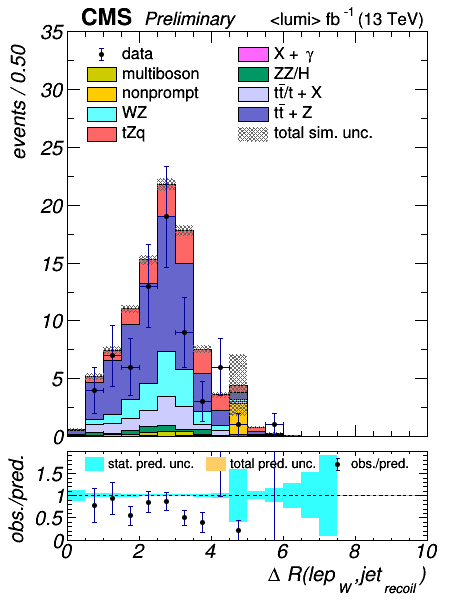 CMS Preliminary <lumi> fb⁻¹ (13 TeV)
events / 0.50
35
30
25
20
15
10
5
0
data
multiboson
nonprompt
WZ
tZq
X + γ
ZZ/H
tt̄/t + X
tt̄ + Z
total sim. unc.
obs./pred.
1.5
1
0.5
0
stat. pred. unc. total pred. unc. obs./pred.
0 2 4 6 8 10
Δ R(lep_W, jet_recoil)